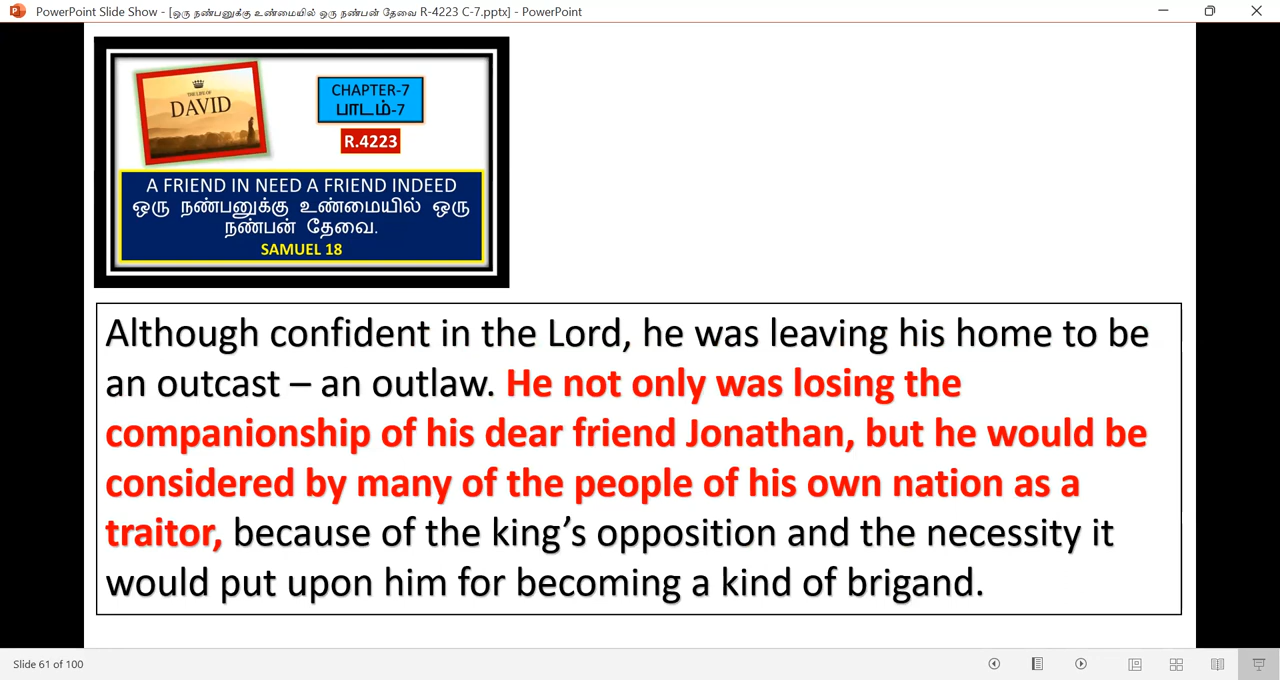 PowerPoint Slide Show - [ஒரு நண்பனுக்கு உண்மையில் ஒரு நண்பன் தேவை R-4223 C-7.pptx] - PowerPoint
THE LIFE OF
DAVID
CHAPTER-7
பாடம்-7
R.4223
A FRIEND IN NEED A FRIEND INDEED
ஒரு நண்பனுக்கு உண்மையில் ஒரு
நண்பன் தேவை.
SAMUEL 18
Although confident in the Lord, he was leaving his home to be
an outcast – an outlaw. He not only was losing the
companionship of his dear friend Jonathan, but he would be
considered by many of the people of his own nation as a
traitor, because of the king’s opposition and the necessity it
would put upon him for becoming a kind of brigand.
Slide 61 of 100